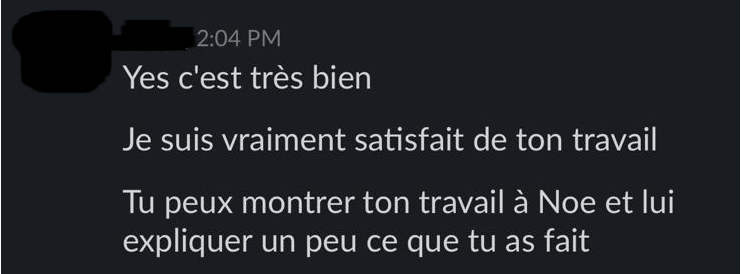 2:04 PM
Yes c'est très bien
Je suis vraiment satisfait de ton travail
Tu peux montrer ton travail à Noe et lui
expliquer un peu ce que tu as fait